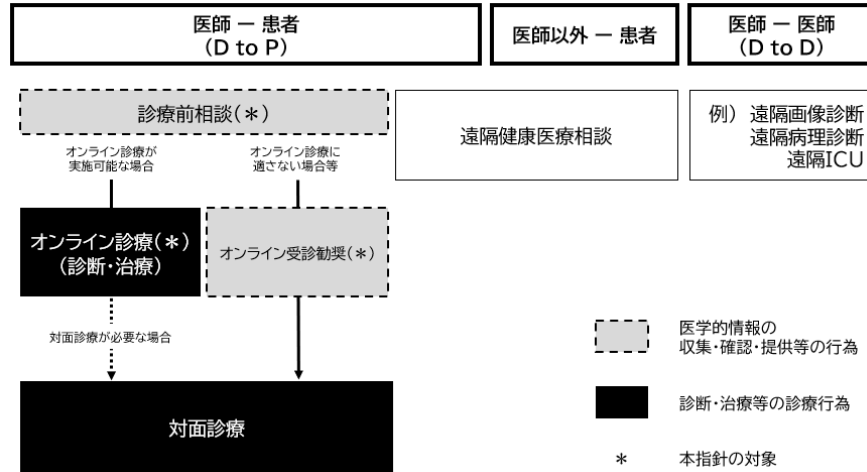 医師 ー 患者
(D to P)
医師以外 ー 患者
医師 ー 医師
(D to D)
診療前相談(*)
遠隔健康医療相談
例) 遠隔画像診断
遠隔病理診断
遠隔ICU
オンライン診療が
実施可能な場合
オンライン診療に
適さない場合等
オンライン診療(*)
(診断・治療)
オンライン受診勧奨(*)
対面診療が必要な場合
対面診療
医学的情報の
収集・確認・提供等の行為
診断・治療等の診療行為
* 本指針の対象